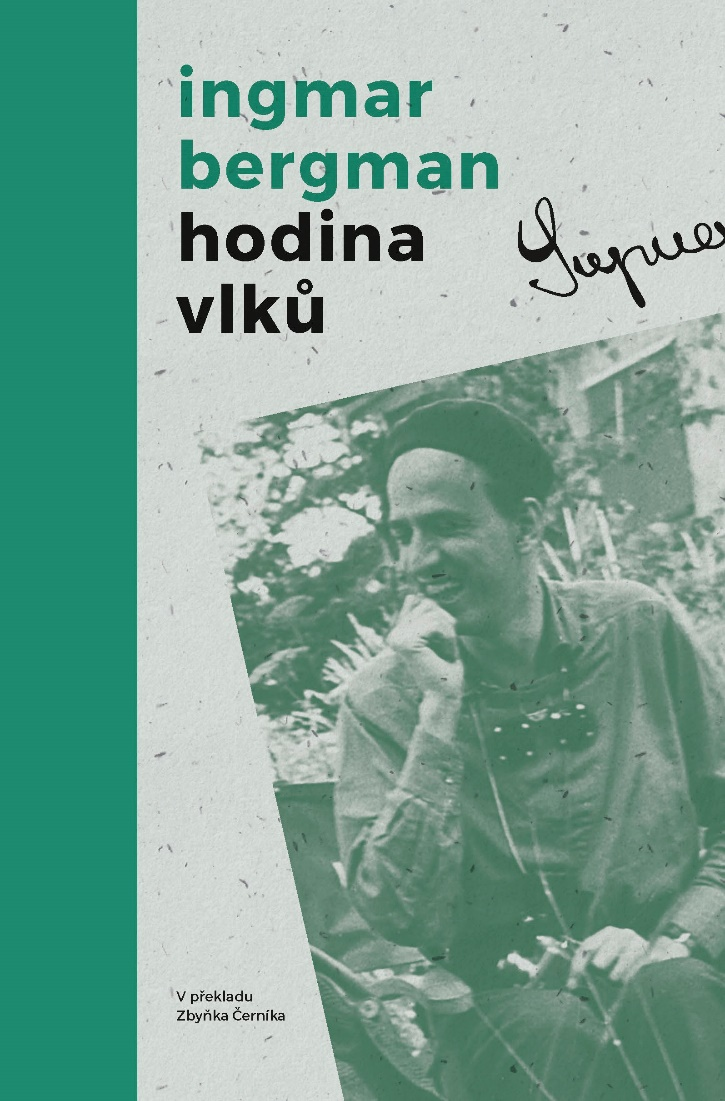 ingmar
bergman
hodina
vlků
V překladu
Zbyňka Černíka